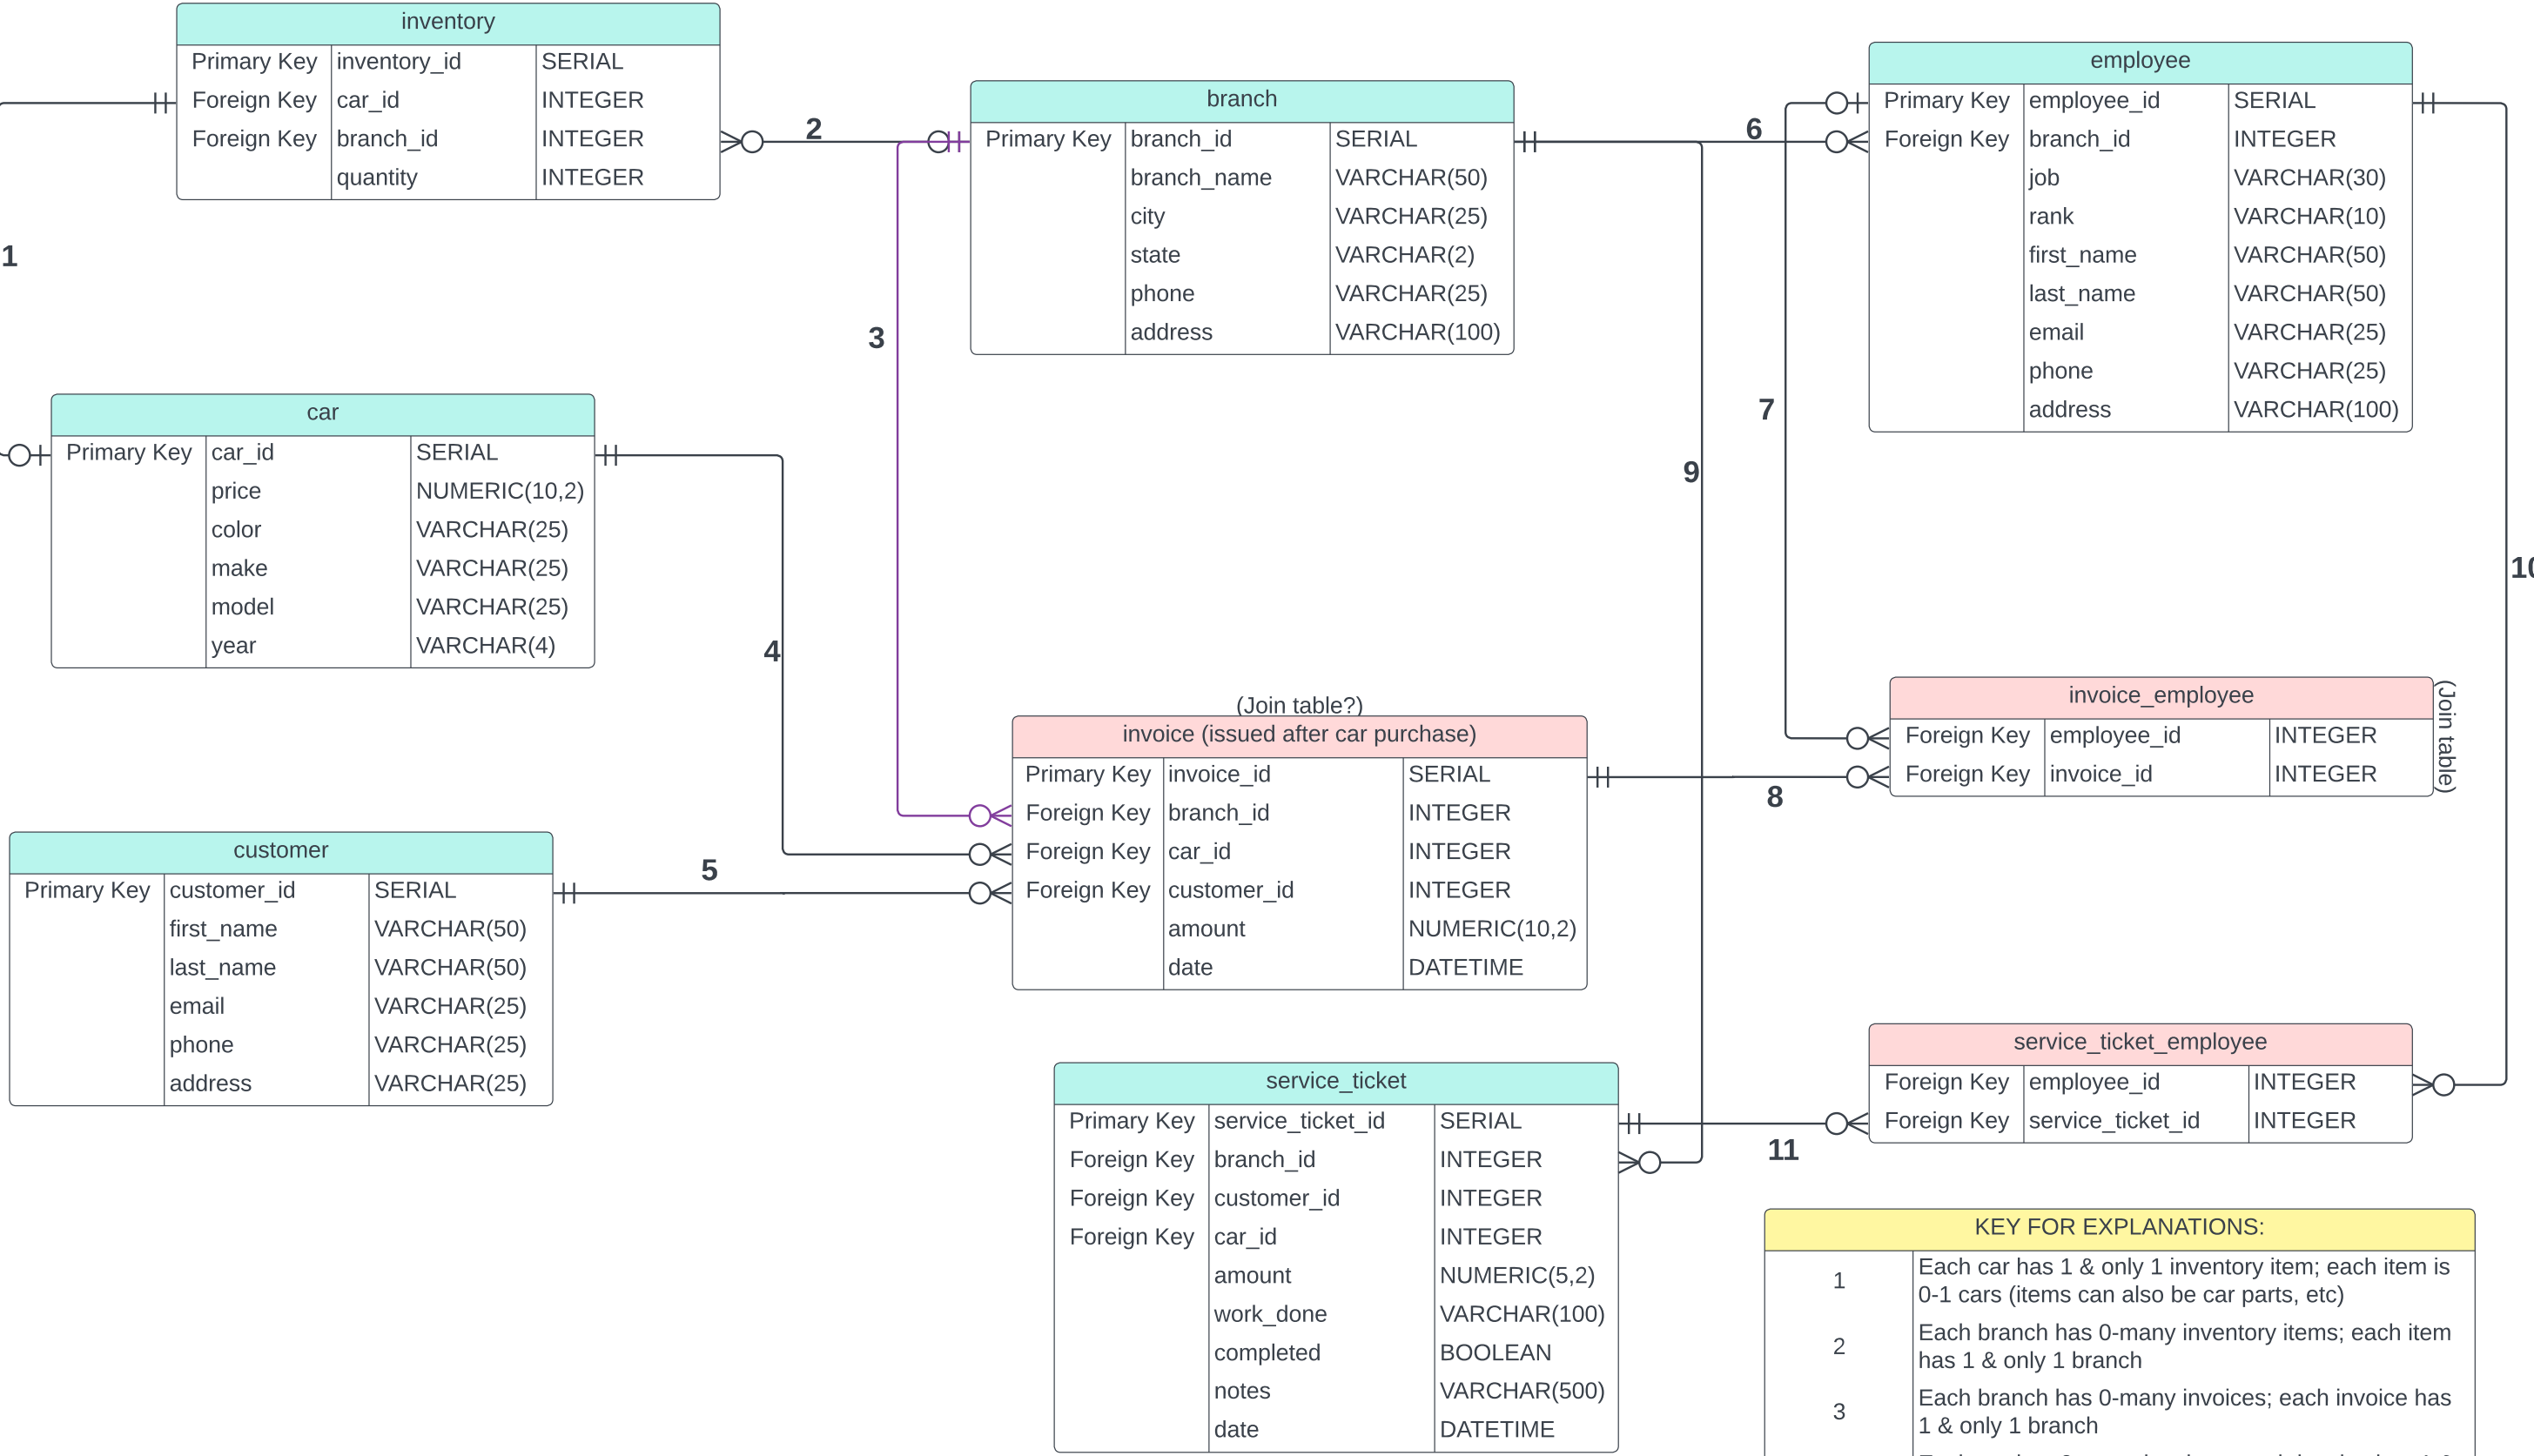 inventory
Primary Key inventory_id SERIAL
Foreign Key car_id INTEGER
Foreign Key branch_id INTEGER
quantity INTEGER
1
2
branch
Primary Key branch_id SERIAL
branch_name VARCHAR(50)
city VARCHAR(25)
state VARCHAR(2)
phone VARCHAR(25)
address VARCHAR(100)
3
6
employee
Primary Key employee_id SERIAL
Foreign Key branch_id INTEGER
job VARCHAR(30)
rank VARCHAR(10)
first_name VARCHAR(50)
last_name VARCHAR(50)
email VARCHAR(25)
phone VARCHAR(25)
address VARCHAR(100)
7
9
10
car
Primary Key car_id SERIAL
price NUMERIC(10,2)
color VARCHAR(25)
make VARCHAR(25)
model VARCHAR(25)
year VARCHAR(4)
4
(Join table?)
invoice (issued after car purchase)
Primary Key invoice_id SERIAL
Foreign Key branch_id INTEGER
Foreign Key car_id INTEGER
Foreign Key customer_id INTEGER
amount NUMERIC(10,2)
date DATETIME
8
invoice_employee
Foreign Key employee_id INTEGER
Foreign Key invoice_id INTEGER
(Join table)
customer
Primary Key customer_id SERIAL
first_name VARCHAR(50)
last_name VARCHAR(50)
email VARCHAR(25)
phone VARCHAR(25)
address VARCHAR(25)
5
service_ticket
Primary Key service_ticket_id SERIAL
Foreign Key branch_id INTEGER
Foreign Key customer_id INTEGER
Foreign Key car_id INTEGER
amount NUMERIC(5,2)
work_done VARCHAR(100)
completed BOOLEAN
notes VARCHAR(500)
date DATETIME
11
service_ticket_employee
Foreign Key employee_id INTEGER
Foreign Key service_ticket_id INTEGER
KEY FOR EXPLANATIONS:
1 Each car has 1 & only 1 inventory item; each item is
0-1 cars (items can also be car parts, etc)
2 Each branch has 0-many inventory items; each item
has 1 & only 1 branch
3 Each branch has 0-many invoices; each invoice has
1 & only 1 branch